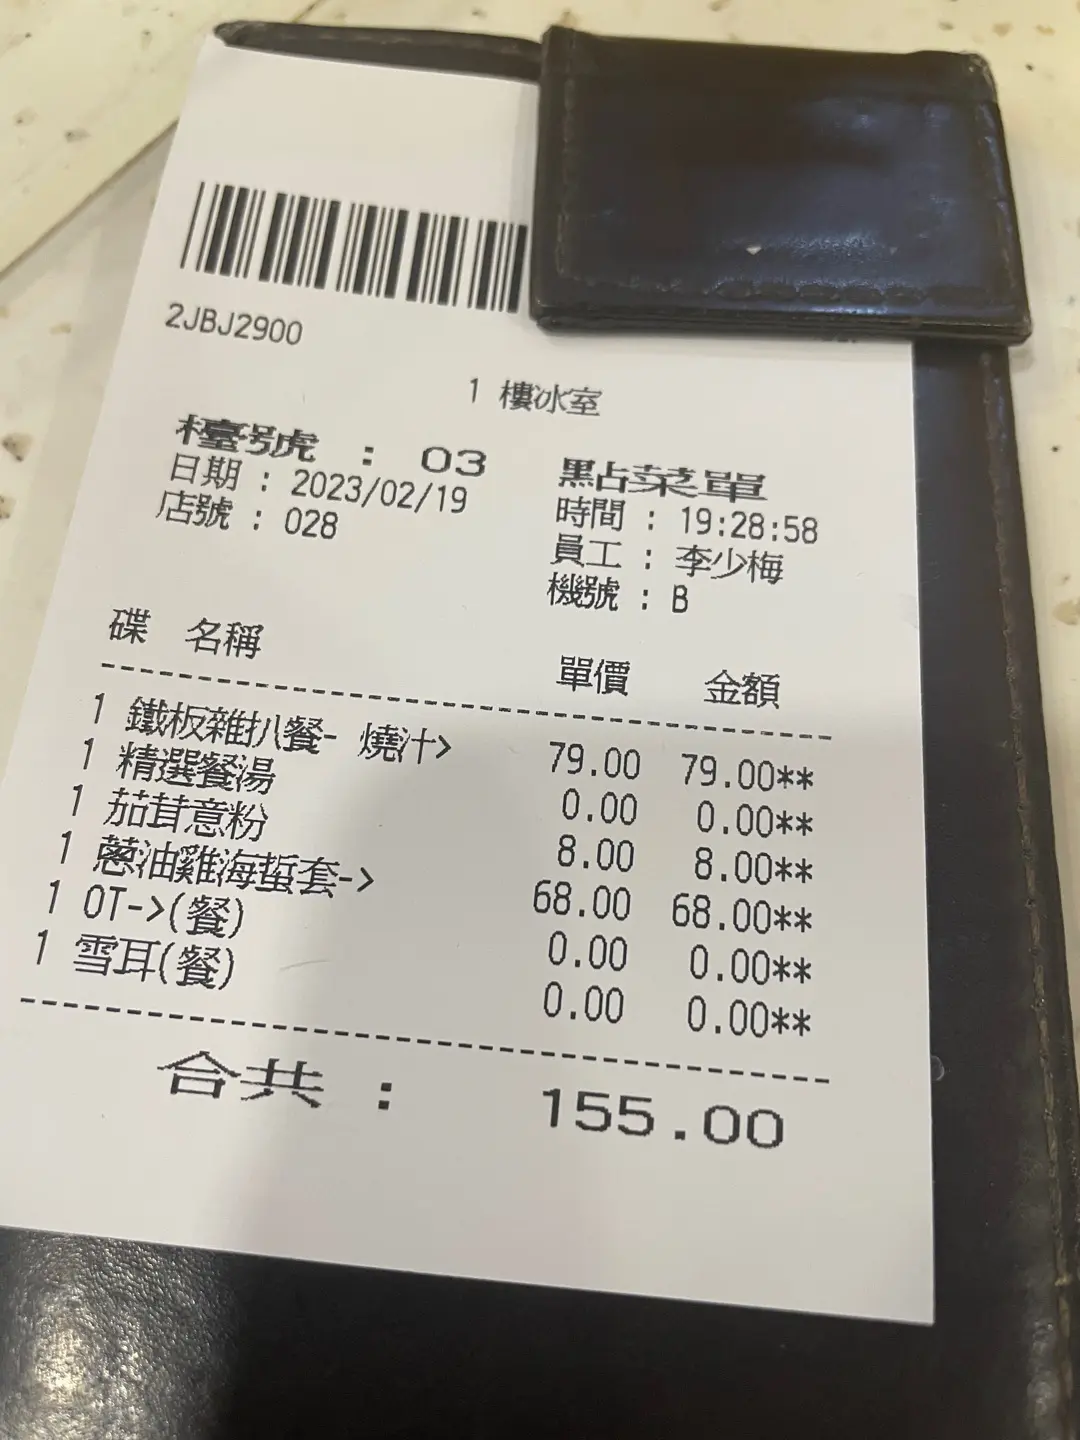 2JBJ2900
1 樓冰室
檯號 : 03 點菜單
日期 : 2023/02/19 時間 : 19:28:58
店號 : 028 員工 : 李少梅
機號 : B
碟 名稱 單價 金額
1 鐵板雜扒餐- 燒汁> 79.00 79.00**
1 精選餐湯 0.00 0.00**
1 茄茸意粉 8.00 8.00**
1 蔥油雞海蜇套-> 68.00 68.00**
1 OT->(餐) 0.00 0.00**
1 雪耳(餐) 0.00 0.00**
合共 : 155.00